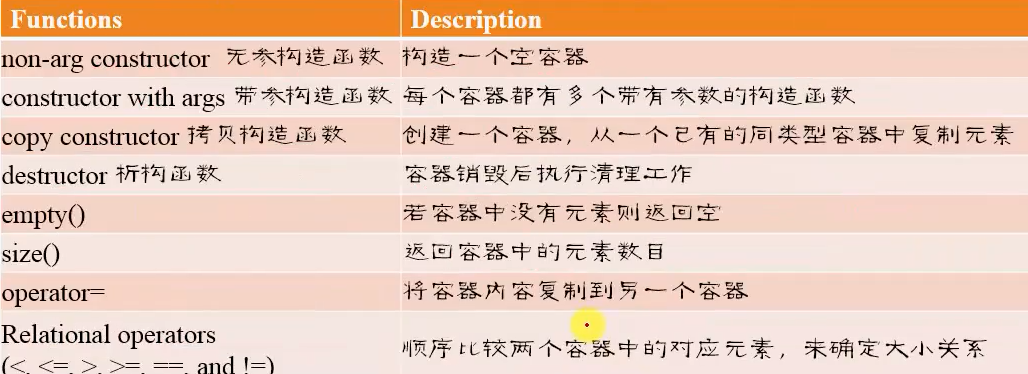 Functions Description
non-arg constructor 无参构造函数 构造一个空容器
constructor with args 带参构造函数 每个容器都有多个带有参数的构造函数
copy constructor 拷贝构造函数 创建一个容器，从一个已有的同类型容器中复制元素
destructor 析构函数 容器销毁后执行清理工作
empty() 若容器中没有元素则返回空
size() 返回容器中的元素数目
operator= 将容器内容复制到另一个容器
Relational operators
(<, <=, >, >=, ==, and !=) 顺序比较两个容器中的对应元素，来确定大小关系